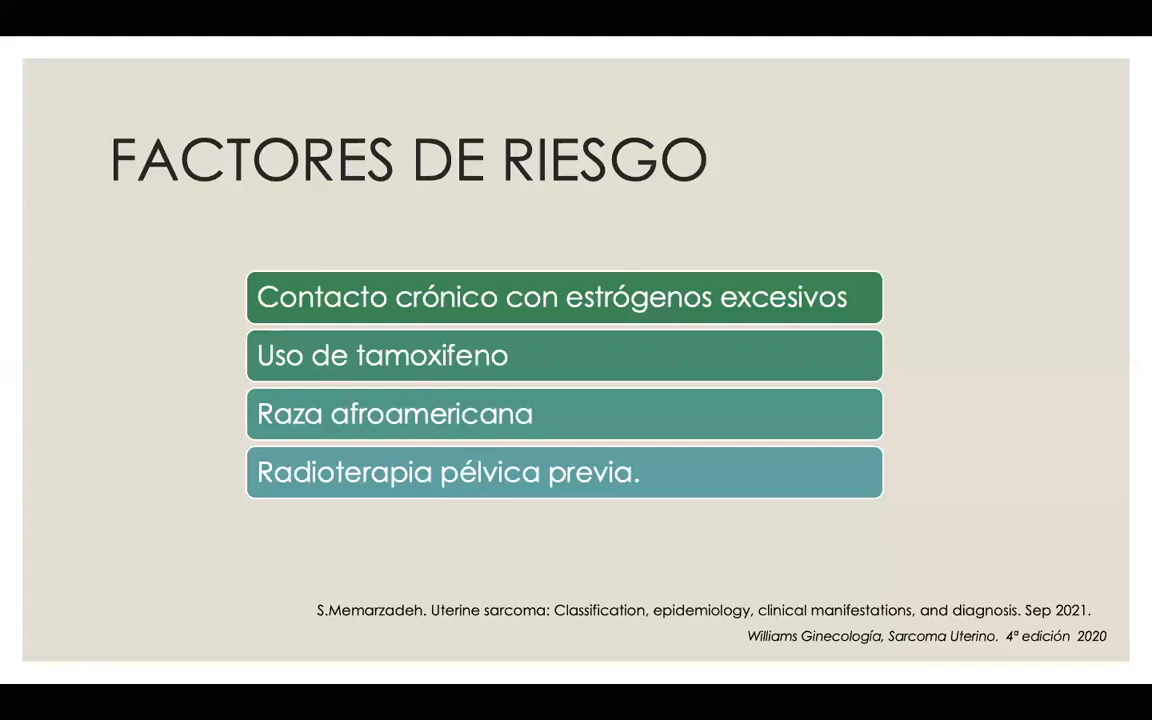 FACTORES DE RIESGO
Contacto crónico con estrógenos excesivos
Uso de tamoxifeno
Raza afroamericana
Radioterapia pélvica previa.
S.Memarzadeh. Uterine sarcoma: Classification, epidemiology, clinical manifestations, and diagnosis. Sep 2021.
Williams Ginecología, Sarcoma Uterino. 4ª edición 2020